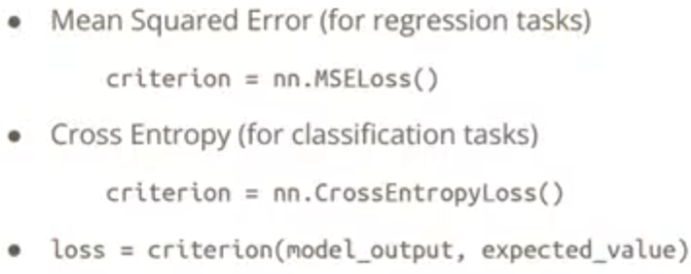 • Mean Squared Error (for regression tasks)
criterion = nn.MSELoss()
• Cross Entropy (for classification tasks)
criterion = nn.CrossEntropyLoss()
• loss = criterion(model_output, expected_value)